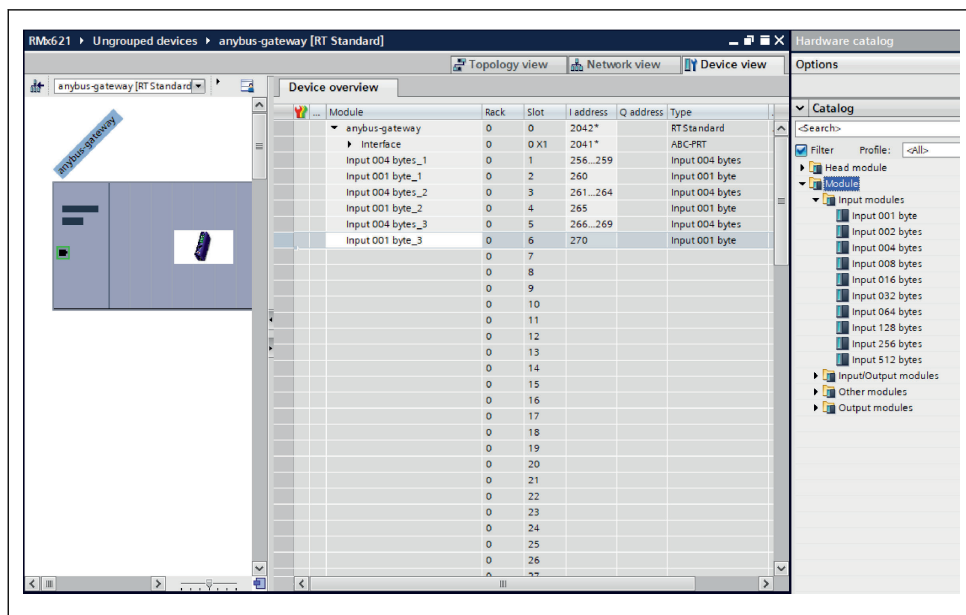 RMx621 ▸ Ungrouped devices ▸ anybus-gateway [RT Standard]
Hardware catalog
Topology view Network view Device view
Options
anybus-gateway [RT Standard
Device overview
anybus-gateway
... Module Rack Slot I address Q address Type
anybus-gateway 0 0 2042* RT Standard
Interface 0 0 X1 2041* ABC-PRT
Input 004 bytes_1 0 1 256...259 Input 004 bytes
Input 001 byte_1 0 2 260 Input 001 byte
Input 004 bytes_2 0 3 261...264 Input 004 bytes
Input 001 byte_2 0 4 265 Input 001 byte
Input 004 bytes_3 0 5 266...269 Input 004 bytes
Input 001 byte_3 0 6 270 Input 001 byte
0 7
0 8
0 9
0 10
0 11
0 12
0 13
0 14
0 15
0 16
0 17
0 18
0 19
0 20
0 21
0 22
0 23
0 24
0 25
0 26
Catalog
<Search>
Filter Profile: <All>
Head module
Module
Input modules
Input 001 byte
Input 002 bytes
Input 004 bytes
Input 008 bytes
Input 016 bytes
Input 032 bytes
Input 064 bytes
Input 128 bytes
Input 256 bytes
Input 512 bytes
Input/Output modules
Other modules
Output modules